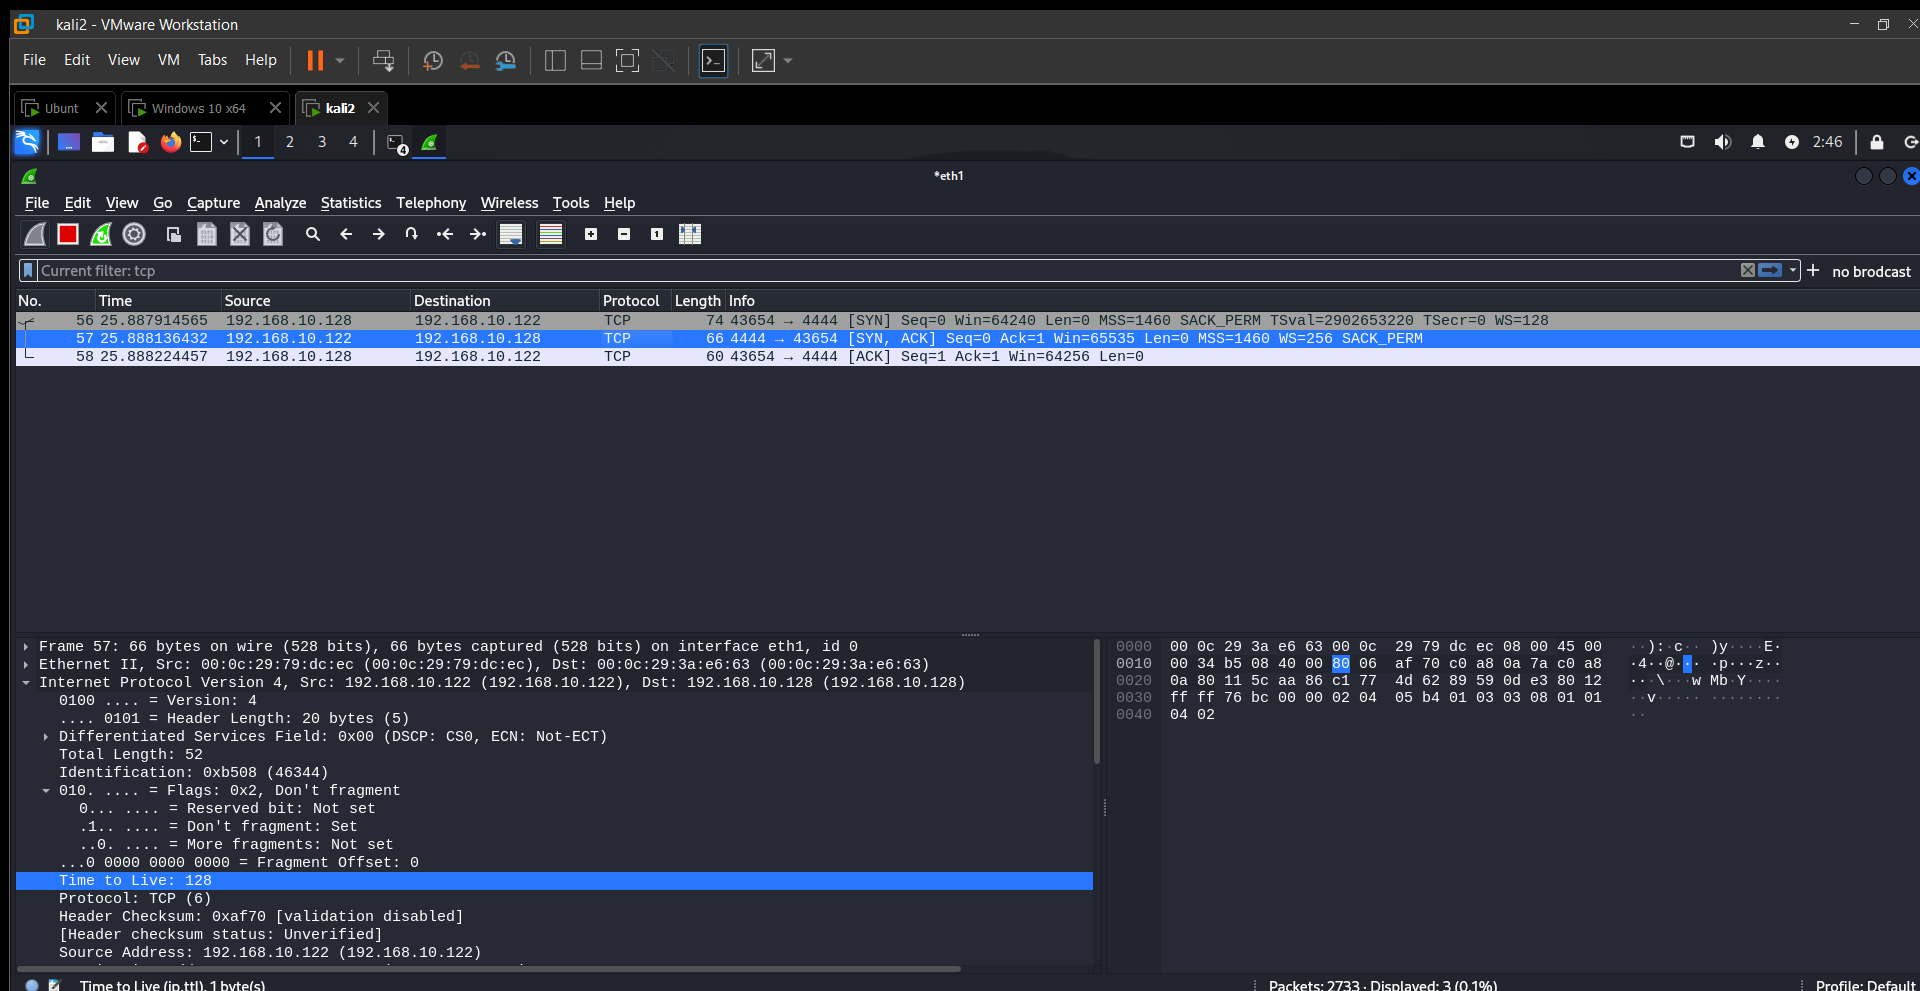 kali2 - VMware Workstation
File Edit View VM Tabs Help
Ubunt Windows 10 x64 kali2
1 2 3 4 4 2:46
*eth1
File Edit View Go Capture Analyze Statistics Telephony Wireless Tools Help
Current filter: tcp no brodcast
No. Time Source Destination Protocol Length Info
56 25.887914565 192.168.10.128 192.168.10.122 TCP 74 43654 → 4444 [SYN] Seq=0 Win=64240 Len=0 MSS=1460 SACK_PERM TSval=2902653220 TSecr=0 WS=128
57 25.888136432 192.168.10.122 192.168.10.128 TCP 66 4444 → 43654 [SYN, ACK] Seq=0 Ack=1 Win=65535 Len=0 MSS=1460 WS=256 SACK_PERM
58 25.888224457 192.168.10.128 192.168.10.122 TCP 60 43654 → 4444 [ACK] Seq=1 Ack=1 Win=64256 Len=0
Frame 57: 66 bytes on wire (528 bits), 66 bytes captured (528 bits) on interface eth1, id 0
Ethernet II, Src: 00:0c:29:79:dc:ec (00:0c:29:79:dc:ec), Dst: 00:0c:29:3a:e6:63 (00:0c:29:3a:e6:63)
Internet Protocol Version 4, Src: 192.168.10.122 (192.168.10.122), Dst: 192.168.10.128 (192.168.10.128)
0100 .... = Version: 4
.... 0101 = Header Length: 20 bytes (5)
Differentiated Services Field: 0x00 (DSCP: CS0, ECN: Not-ECT)
Total Length: 52
Identification: 0xb508 (46344)
010. .... = Flags: 0x2, Don't fragment
0... .... = Reserved bit: Not set
.1.. .... = Don't fragment: Set
..0. .... = More fragments: Not set
...0 0000 0000 0000 = Fragment Offset: 0
Time to Live: 128
Protocol: TCP (6)
Header Checksum: 0xaf70 [validation disabled]
[Header checksum status: Unverified]
Source Address: 192.168.10.122 (192.168.10.122)
0000 00 0c 29 3a e6 63 00 0c 29 79 dc ec 08 00 45 00 ··):·c·· )y····E·
0010 00 34 b5 08 40 00 80 06 af 70 c0 a8 0a 7a c0 a8 ·4··@··· ·p···z··
0020 0a 80 11 5c aa 86 c1 77 4d 62 89 59 0d e3 80 12 ···\···w Mb·Y····
0030 ff ff 76 bc 00 00 02 04 05 b4 01 03 03 08 01 01 ··v····· ········
0040 04 02 ··
Time to Live (ip.ttl), 1 byte(s) Packets: 2733 · Displayed: 3 (0.1%) Profile: Default